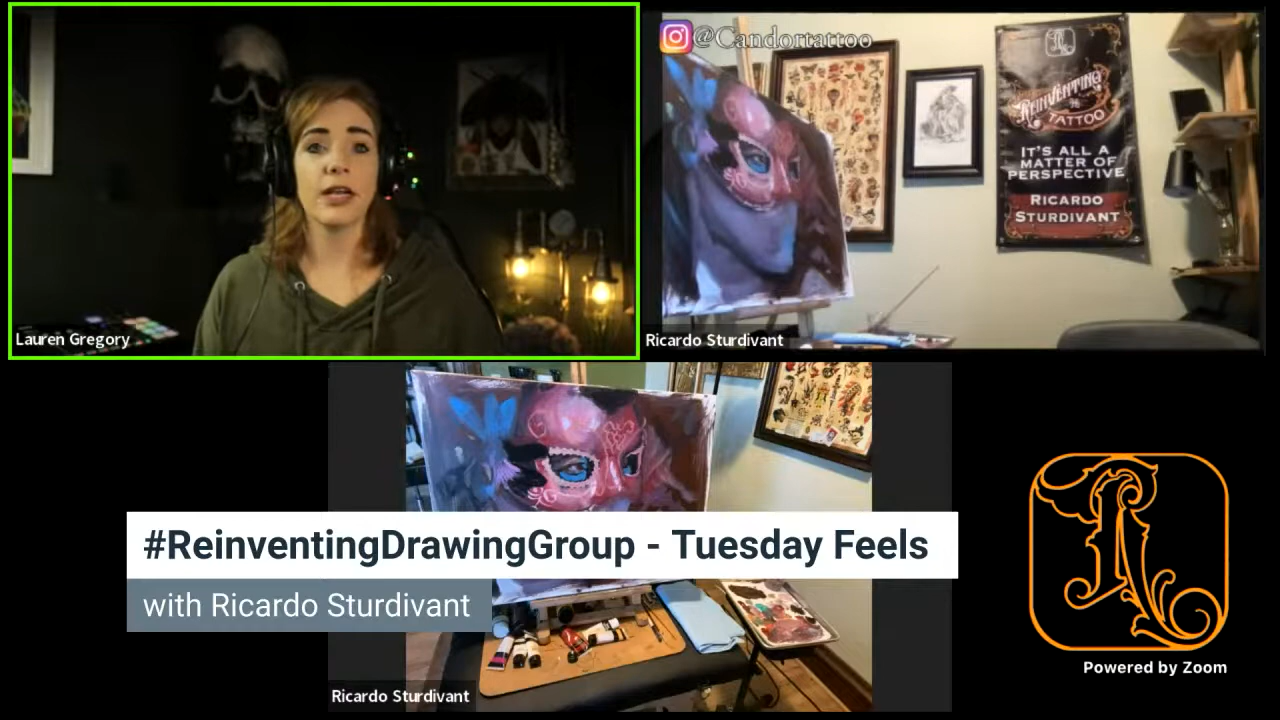 @Candortattoo
REINVENTING
TATTOO
IT'S ALL A
MATTER OF
PERSPECTIVE
RICARDO
STURDIVANT
Lauren Gregory
Ricardo Sturdivant
#ReinventingDrawingGroup - Tuesday Feels
with Ricardo Sturdivant
Powered by Zoom
Ricardo Sturdivant